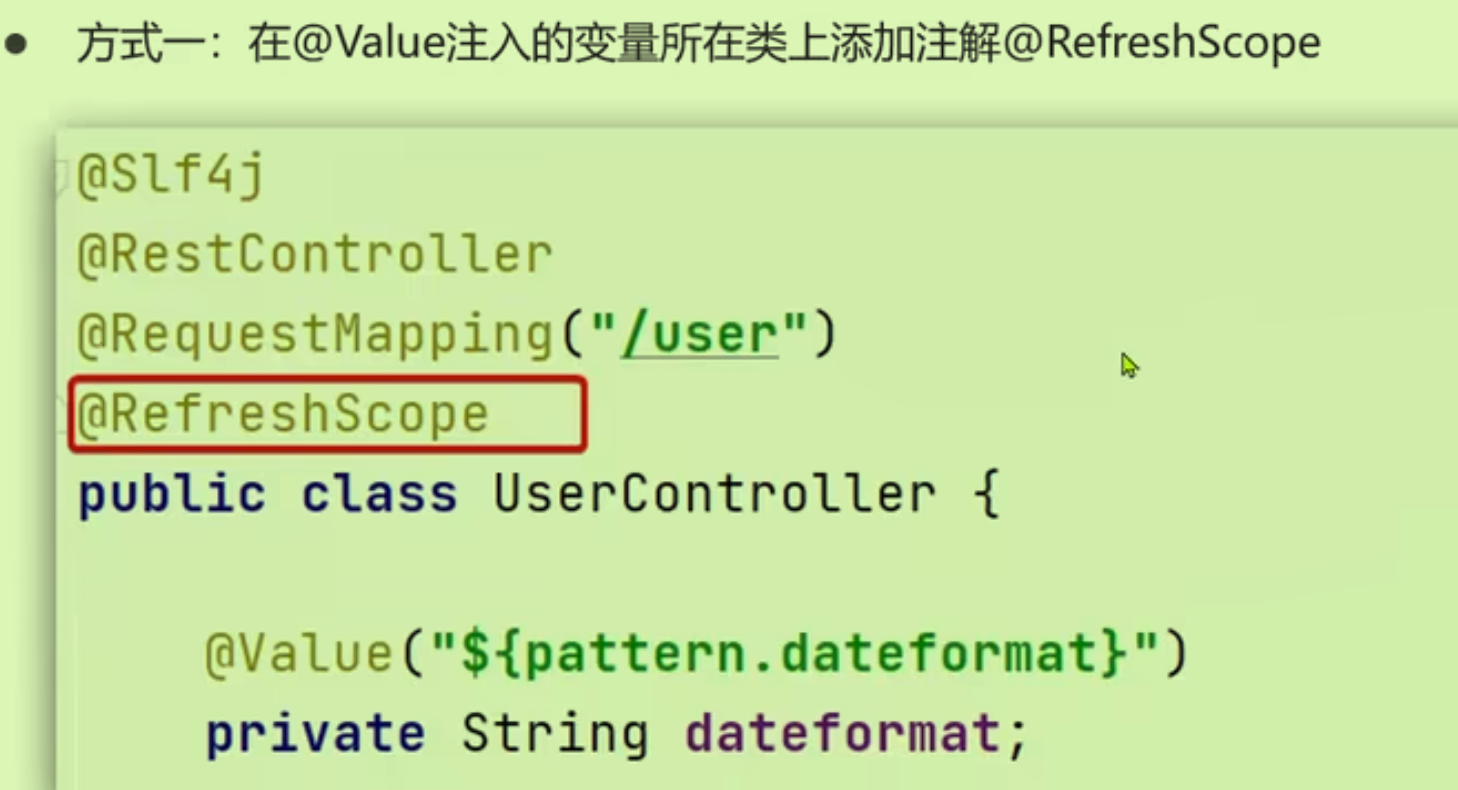 ● 方式一：在@Value注入的变量所在类上添加注解@RefreshScope
@Slf4j
@RestController
@RequestMapping("/user")
@RefreshScope
public class UserController {
@Value("${pattern.dateformat}")
private String dateformat;